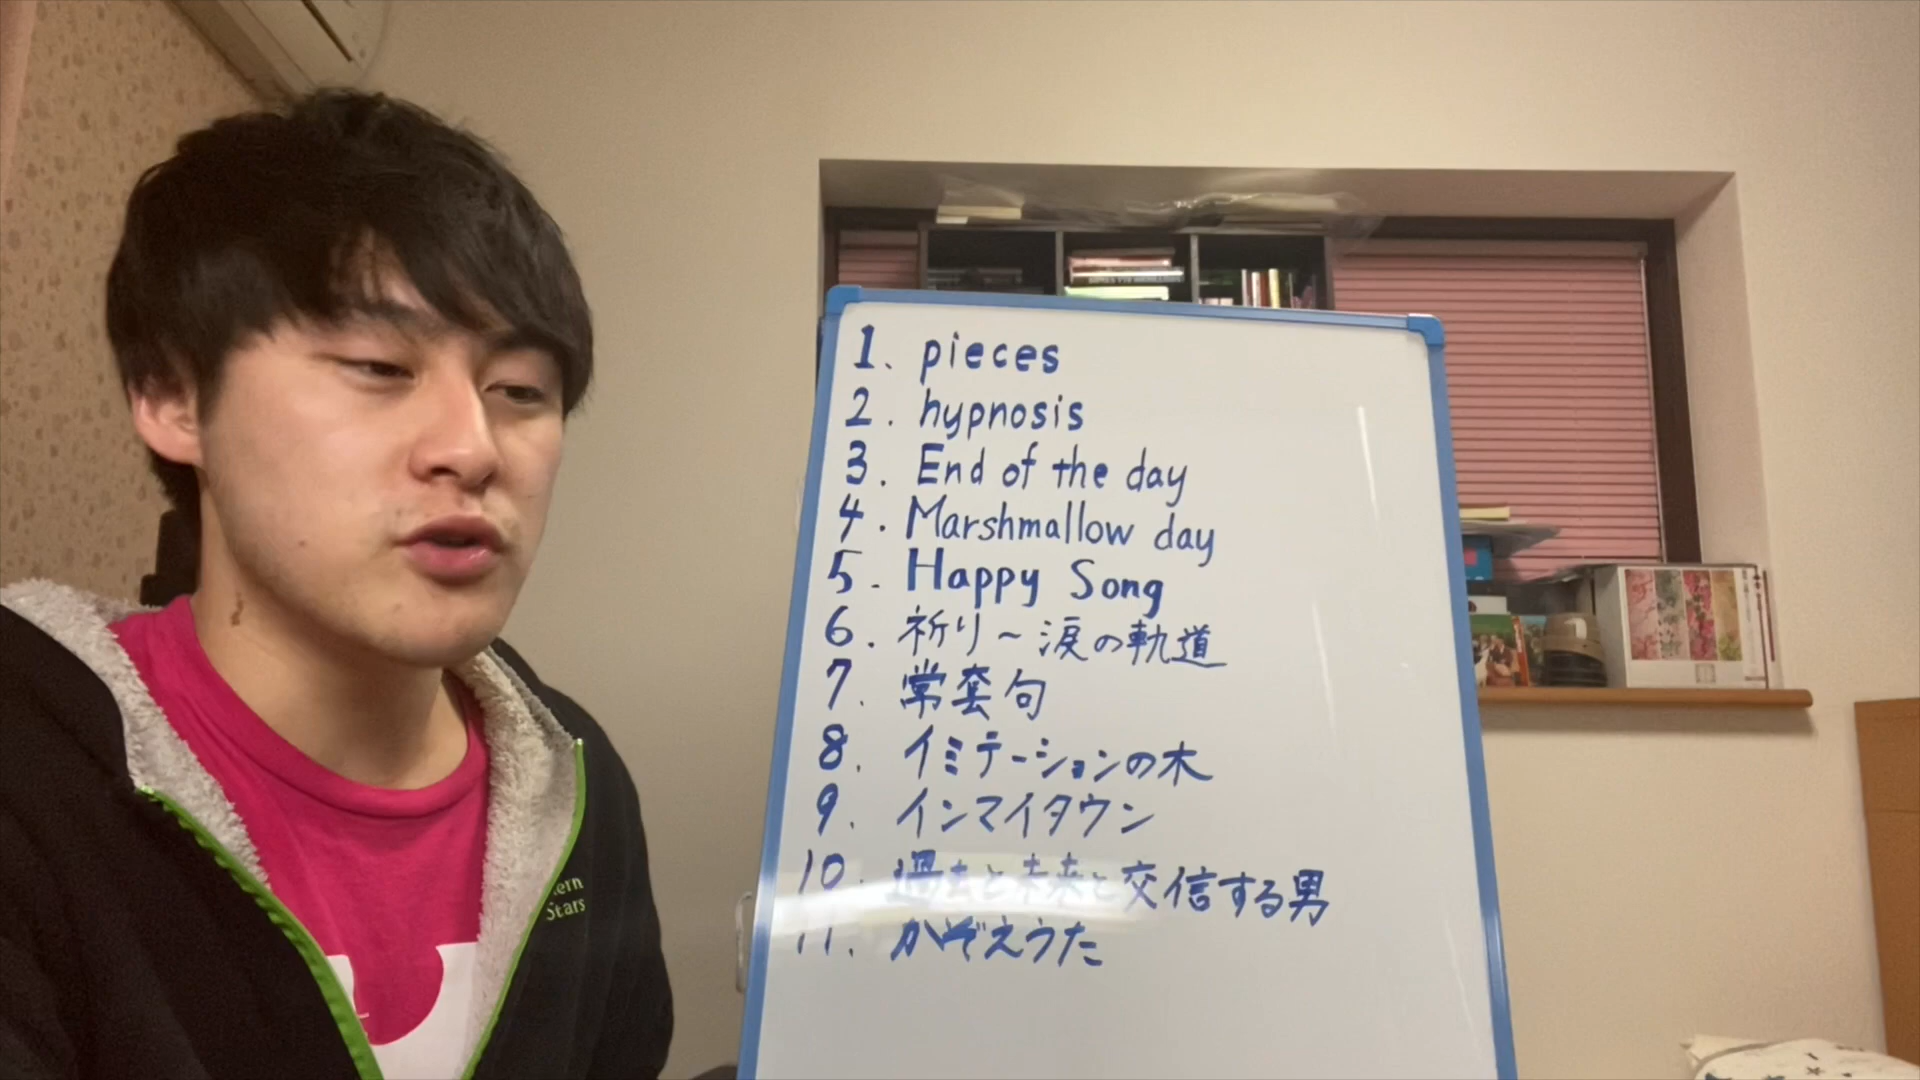 1. pieces
2. hypnosis
3. End of the day
4. Marshmallow day
5. Happy Song
6. 祈り～涙の軌道
7. 常套句
8. イミテーションの木
9. インマイタウン
10. 過去と未来と交信する男
11. かぞえうた
Stars